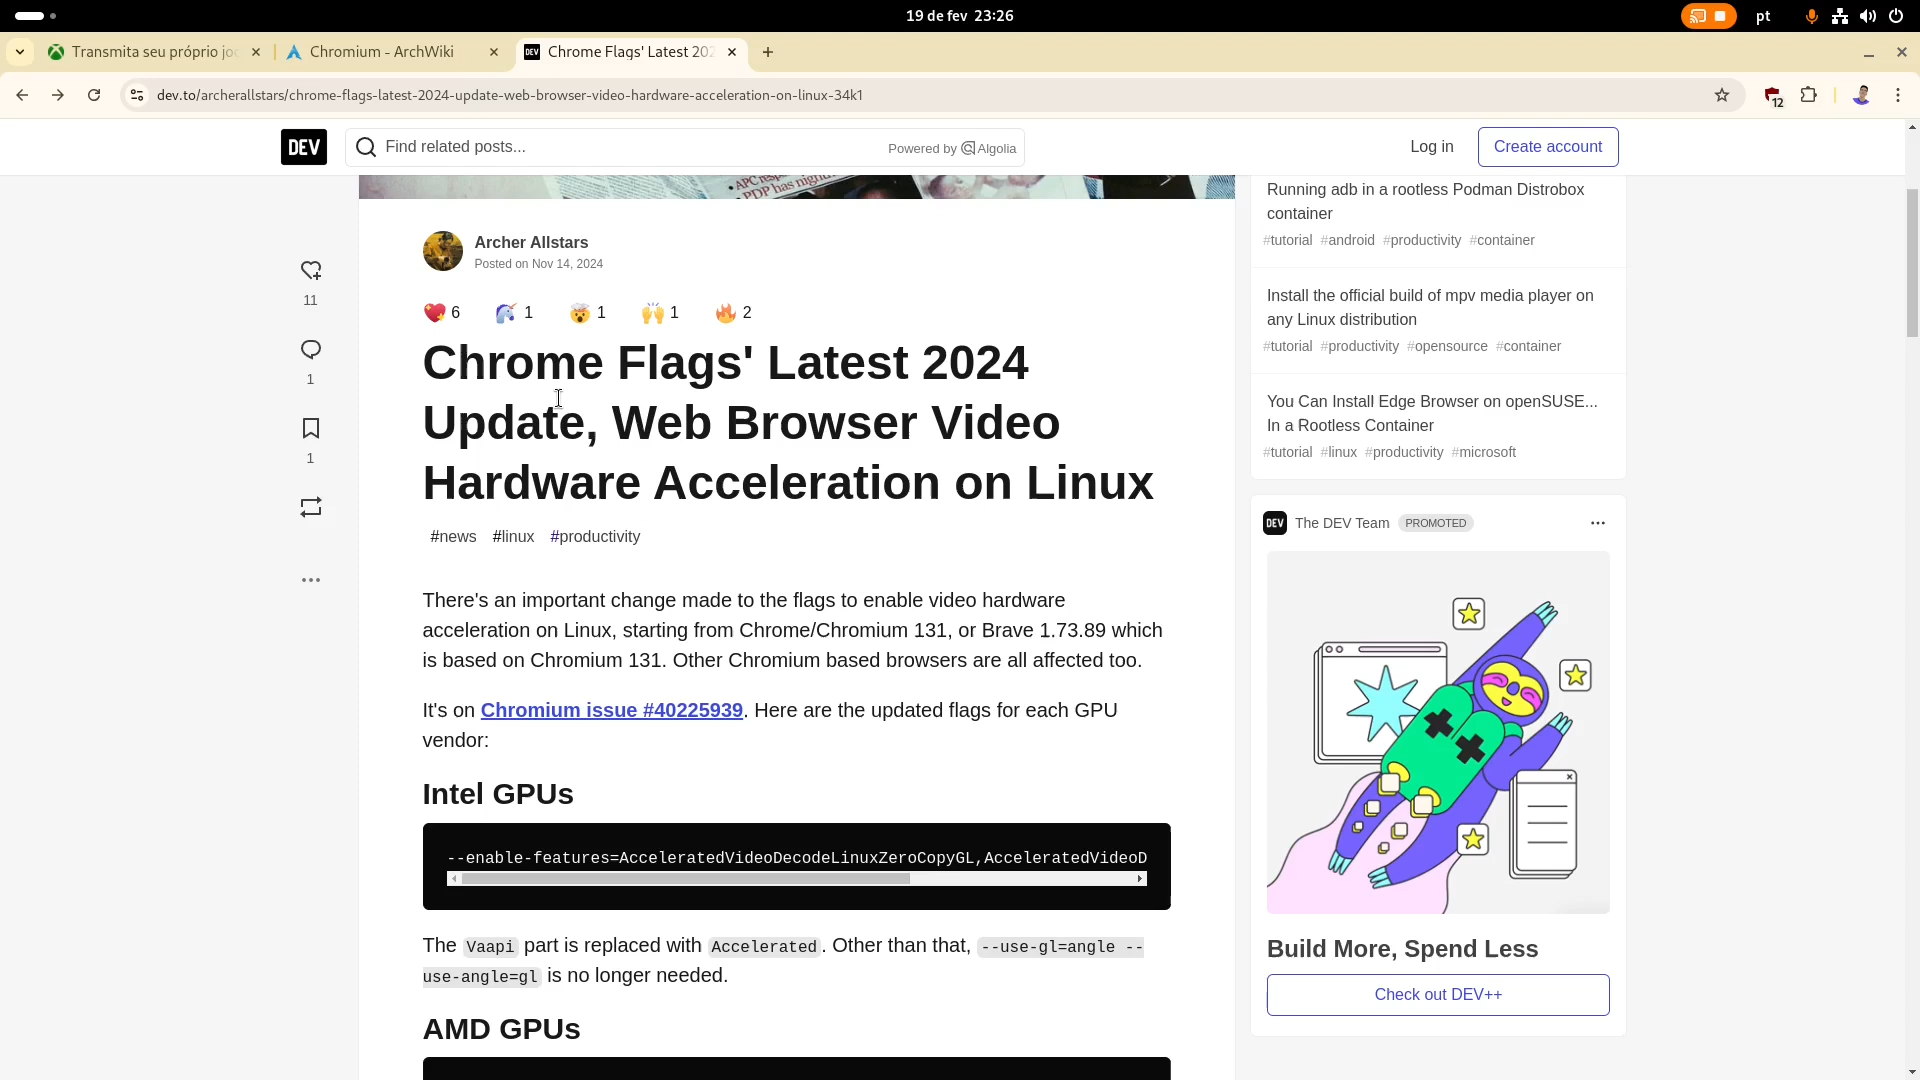 19 de fev 23:26
pt
Transmita seu próprio jo
Chromium - ArchWiki
DEV
Chrome Flags' Latest 202
dev.to/archerallstars/chrome-flags-latest-2024-update-web-browser-video-hardware-acceleration-on-linux-34k1
12
DEV
Find related posts...
Powered by Algolia
Log in
Create account
PDP has nigh
Archer Allstars
Posted on Nov 14, 2024
6
1
1
1
2
11
1
1
Chrome Flags' Latest 2024
Update, Web Browser Video
Hardware Acceleration on Linux
#news #linux #productivity
There's an important change made to the flags to enable video hardware
acceleration on Linux, starting from Chrome/Chromium 131, or Brave 1.73.89 which
is based on Chromium 131. Other Chromium based browsers are all affected too.
It's on Chromium issue #40225939. Here are the updated flags for each GPU
vendor:
Intel GPUs
--enable-features=AcceleratedVideoDecodeLinuxZeroCopyGL,AcceleratedVideoD
The Vaapi part is replaced with Accelerated. Other than that, --use-gl=angle --
use-angle=gl is no longer needed.
AMD GPUs
Running adb in a rootless Podman Distrobox
container
#tutorial #android #productivity #container
Install the official build of mpv media player on
any Linux distribution
#tutorial #productivity #opensource #container
You Can Install Edge Browser on openSUSE...
In a Rootless Container
#tutorial #linux #productivity #microsoft
DEV
The DEV Team
PROMOTED
Build More, Spend Less
Check out DEV++